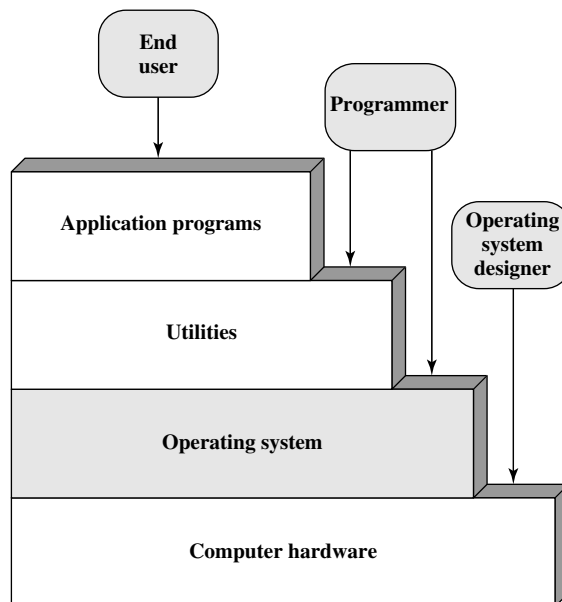 End
user
Programmer
Operating
system
designer
Application programs
Utilities
Operating system
Computer hardware